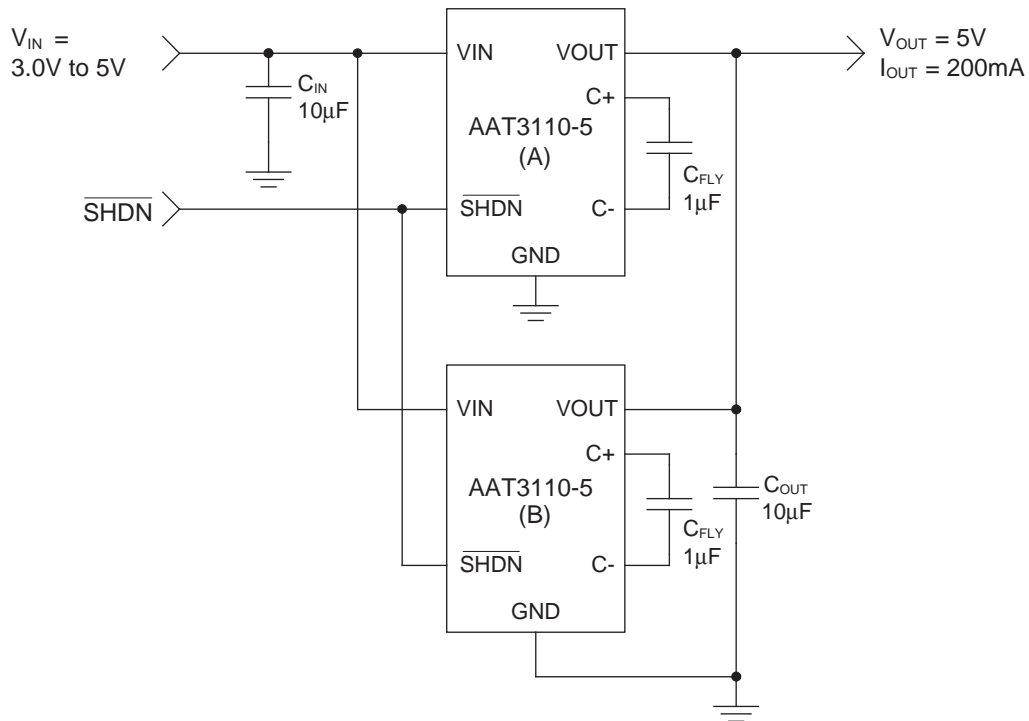 V_IN =
3.0V to 5V
C_IN
10μF
SHDN
VIN
VOUT
C+
AAT3110-5
(A)
SHDN
C-
GND
C_FLY
1μF
V_OUT = 5V
I_OUT = 200mA
VIN
VOUT
C+
AAT3110-5
(B)
SHDN
C-
GND
C_FLY
1μF
C_OUT
10μF